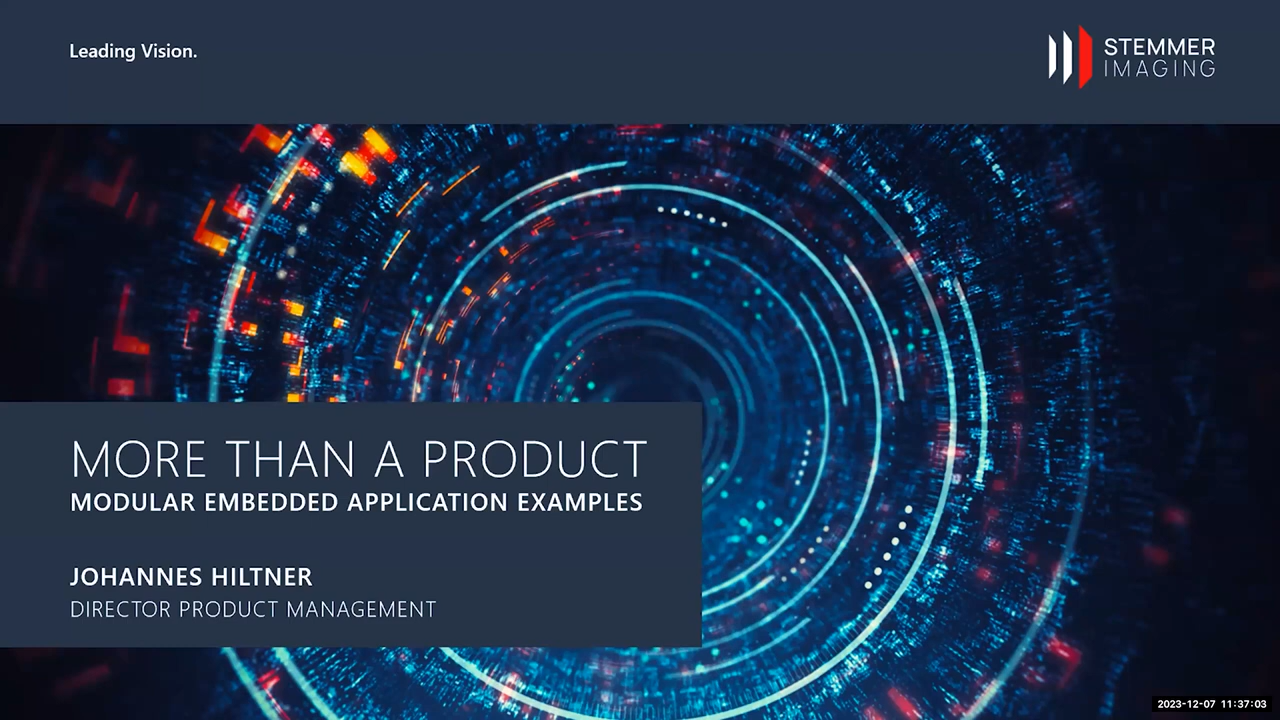 Leading Vision.
STEMMER
IMAGING
MORE THAN A PRODUCT
MODULAR EMBEDDED APPLICATION EXAMPLES
JOHANNES HILTNER
DIRECTOR PRODUCT MANAGEMENT
2023-12-07 11:37:03